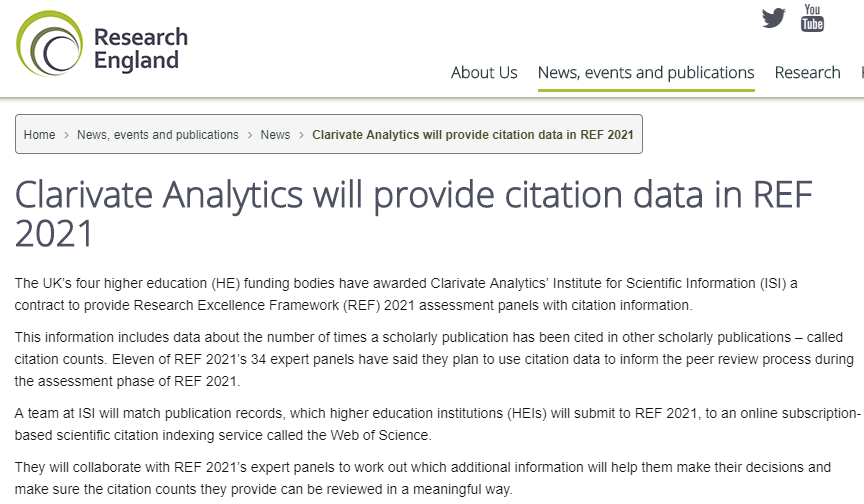 Research
England
You
Tube
About Us News, events and publications Research
Home > News, events and publications > News > Clarivate Analytics will provide citation data in REF 2021
Clarivate Analytics will provide citation data in REF
2021
The UK's four higher education (HE) funding bodies have awarded Clarivate Analytics' Institute for Scientific Information (ISI) a
contract to provide Research Excellence Framework (REF) 2021 assessment panels with citation information.
This information includes data about the number of times a scholarly publication has been cited in other scholarly publications – called
citation counts. Eleven of REF 2021's 34 expert panels have said they plan to use citation data to inform the peer review process during
the assessment phase of REF 2021.
A team at ISI will match publication records, which higher education institutions (HEIs) will submit to REF 2021, to an online subscription-
based scientific citation indexing service called the Web of Science.
They will collaborate with REF 2021's expert panels to work out which additional information will help them make their decisions and
make sure the citation counts they provide can be reviewed in a meaningful way.